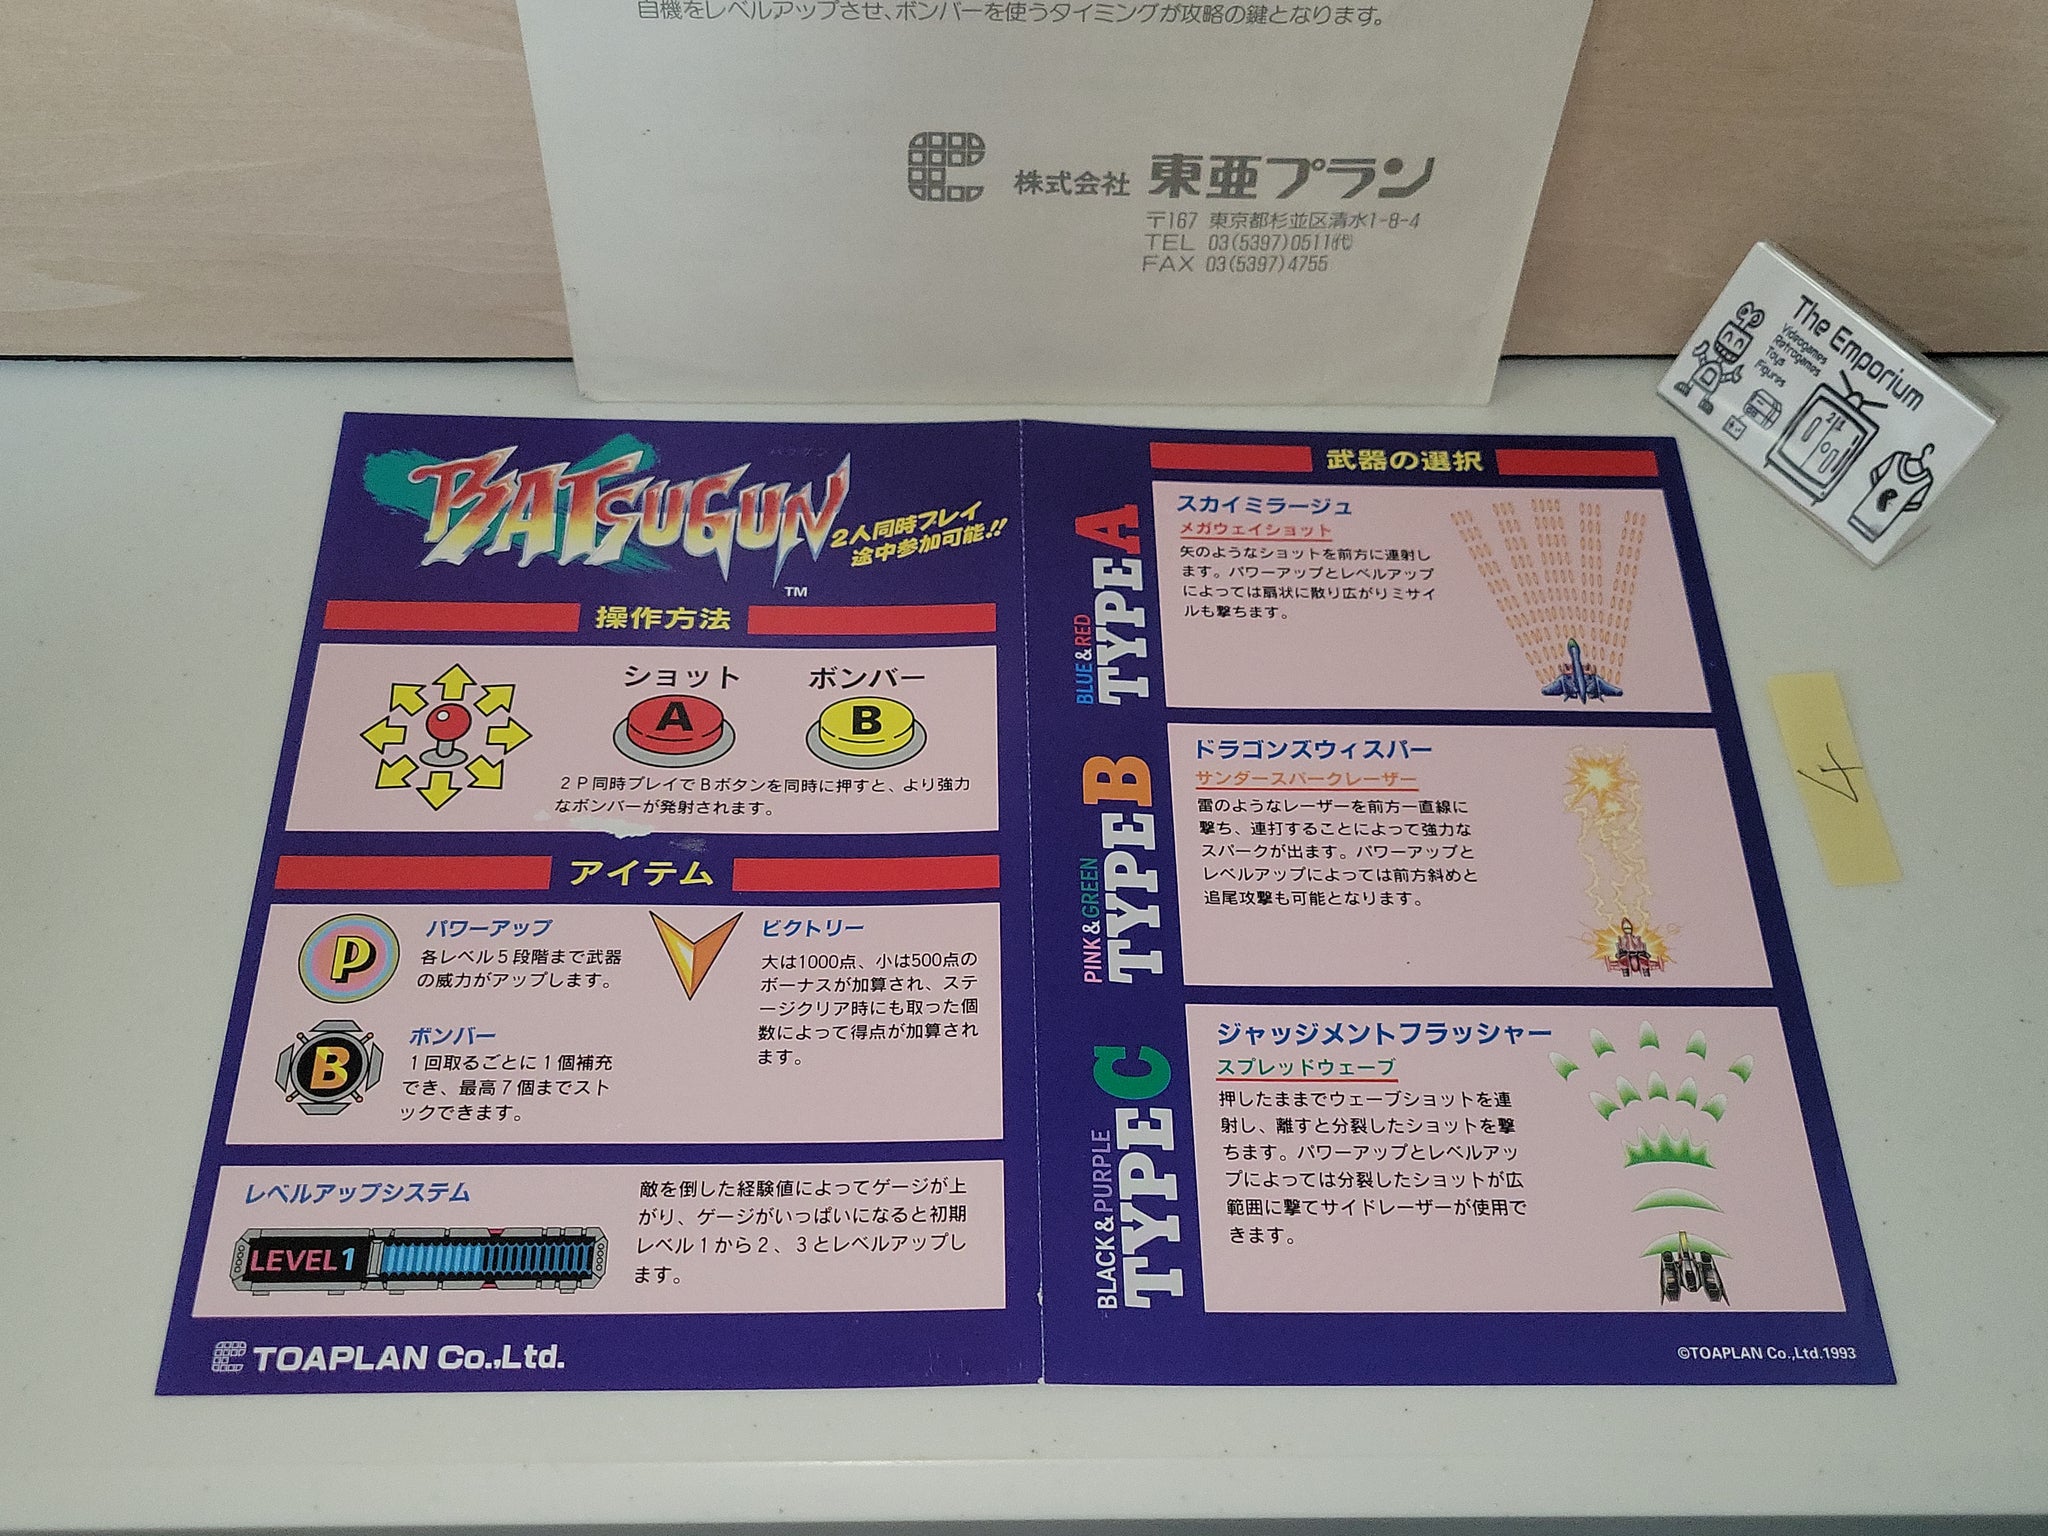 自機をレベルアップさせ、ボンバーを使うタイミングが攻略の鍵となります。
株式会社 東亜プラン
〒167 東京都杉並区清水1-8-4
TEL 03(5397)0511㈹
FAX 03(5397)4755
The Emporium
Videogames
Retrogames
Toys
Figures
4
BATSUGUN
TM
2人同時プレイ
途中参加可能!!
操作方法
ショット
A
ボンバー
B
2P同時プレイでBボタンを同時に押すと、より強力
なボンバーが発射されます。
アイテム
P
パワーアップ
各レベル5段階まで武器
の威力がアップします。
B
ボンバー
1回取るごとに1個補充
でき、最高7個までスト
ックできます。
ビクトリー
大は1000点、小は500点の
ボーナスが加算され、ステ
ージクリア時にも取った個
数によって得点が加算され
ます。
レベルアップシステム
LEVEL1
敵を倒した経験値によってゲージが上
がり、ゲージがいっぱいになると初期
レベル1から2、3とレベルアップし
ます。
TOAPLAN Co.,Ltd.
武器の選択
BLUE&RED
TYPE A
スカイミラージュ
メガウェイショット
矢のようなショットを前方に連射し
ます。パワーアップとレベルアップ
によっては扇状に散り広がりミサイ
ルも撃ちます。
PINK&GREEN
TYPE B
ドラゴンズウィスパー
サンダースパークレーザー
雷のようなレーザーを前方一直線に
撃ち、連打することによって強力な
スパークが出ます。パワーアップと
レベルアップによっては前方斜めと
追尾攻撃も可能となります。
BLACK&PURPLE
TYPE C
ジャッジメントフラッシャー
スプレッドウェーブ
押したままでウェーブショットを連
射し、離すと分裂したショットを撃
ちます。パワーアップとレベルアッ
プによっては分裂したショットが広
範囲に撃てサイドレーザーが使用で
きます。
©TOAPLAN Co.,Ltd.1993